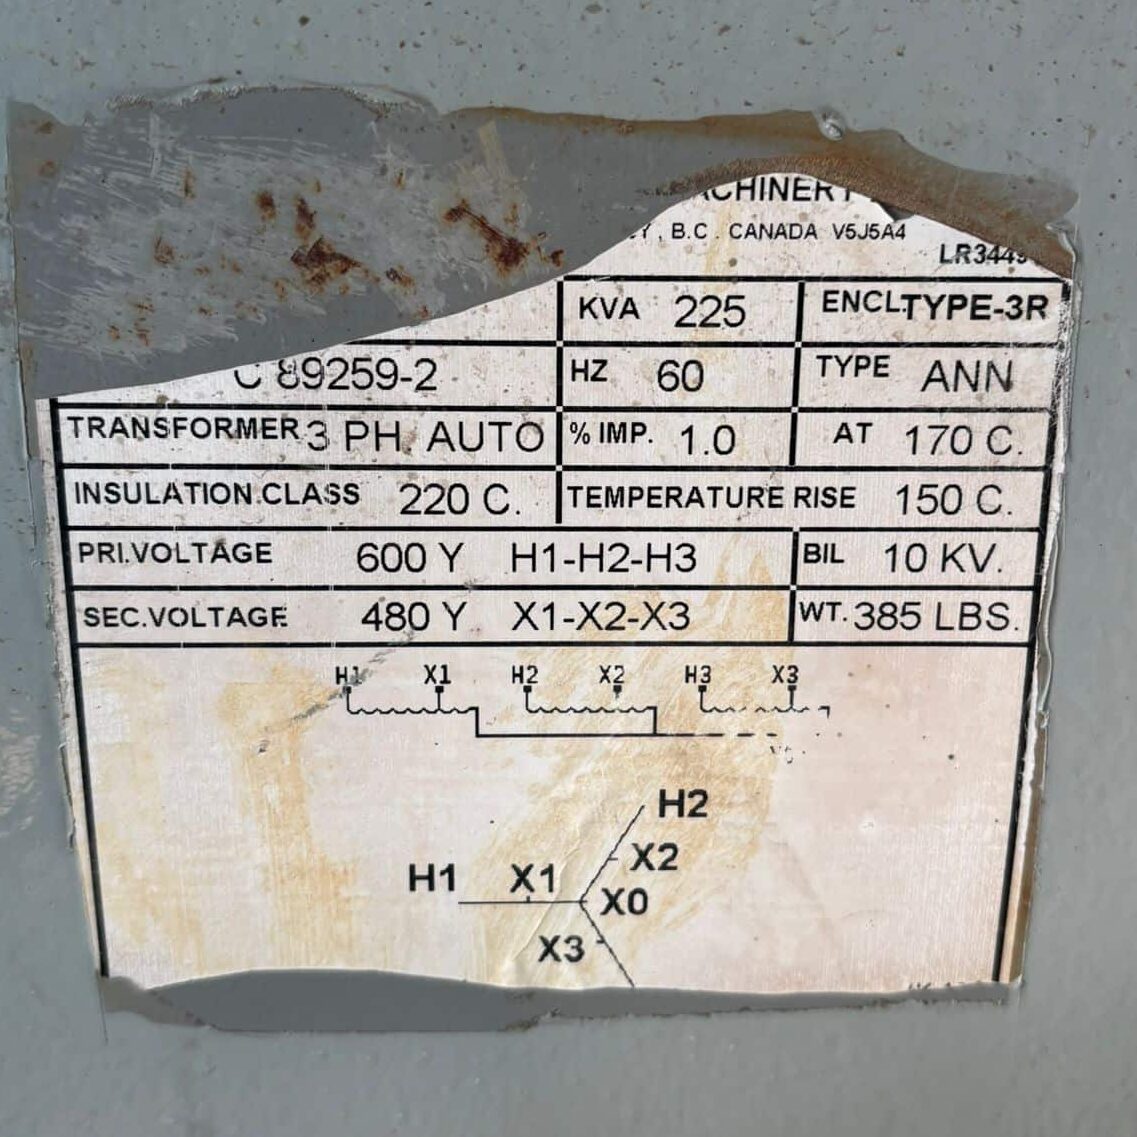 B.C. CANADA V5J5A4
KVA 225 ENCL.TYPE-3R
C 89259-2 HZ 60 TYPE ANN
TRANSFORMER 3 PH. AUTO % IMP. 1.0 AT 170 C.
INSULATION.CLASS 220 C. TEMPERATURE RISE 150 C.
PRI.VOLTAGE 600 Y H1-H2-H3 BIL 10 KV.
SEC.VOLTAGE 480 Y X1-X2-X3 WT. 385 LBS.
H1 X1 H2 X2 H3 X3
H2
X2
H1 X1
X0
X3